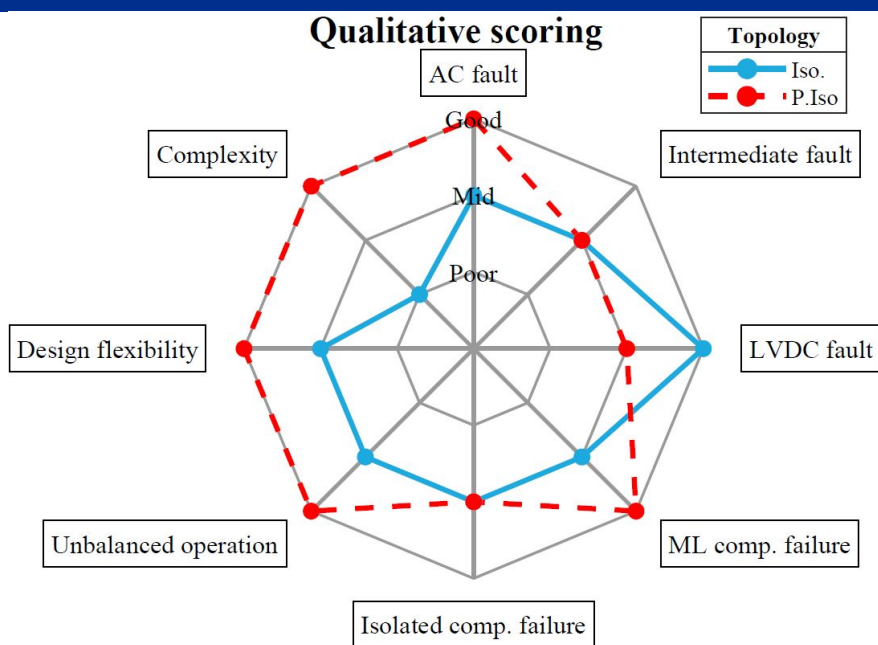 Qualitative scoring
Topology
Iso.
P.Iso
AC fault
Good
Complexity
Intermediate fault
Mid
Poor
Design flexibility
LVDC fault
Unbalanced operation
ML comp. failure
Isolated comp. failure